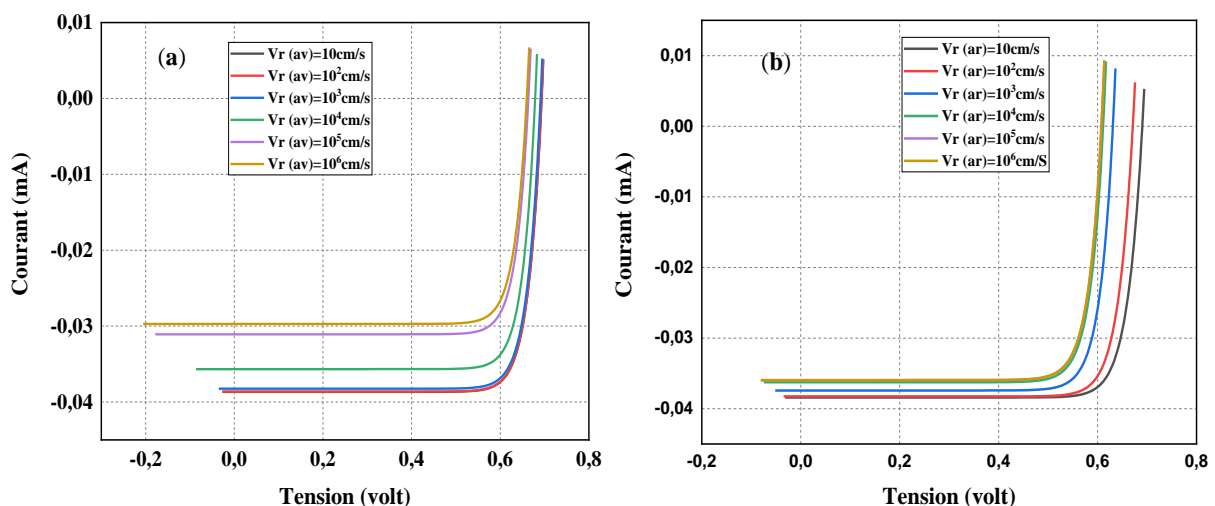 (a)
Vr (av)=10cm/s
Vr (av)=10²cm/s
Vr (av)=10³cm/s
Vr (av)=10⁴cm/s
Vr (av)=10⁵cm/s
Vr (av)=10⁶cm/s
0,01
0,00
-0,01
-0,02
-0,03
-0,04
Courant (mA)
-0,2 0,0 0,2 0,4 0,6 0,8
Tension (volt)
(b)
Vr (ar)=10cm/s
Vr (ar)=10²cm/s
Vr (ar)=10³cm/s
Vr (ar)=10⁴cm/s
Vr (ar)=10⁵cm/s
Vr (ar)=10⁶cm/S
0,01
0,00
-0,01
-0,02
-0,03
-0,04
Courant (mA)
-0,2 0,0 0,2 0,4 0,6 0,8
Tension (volt)